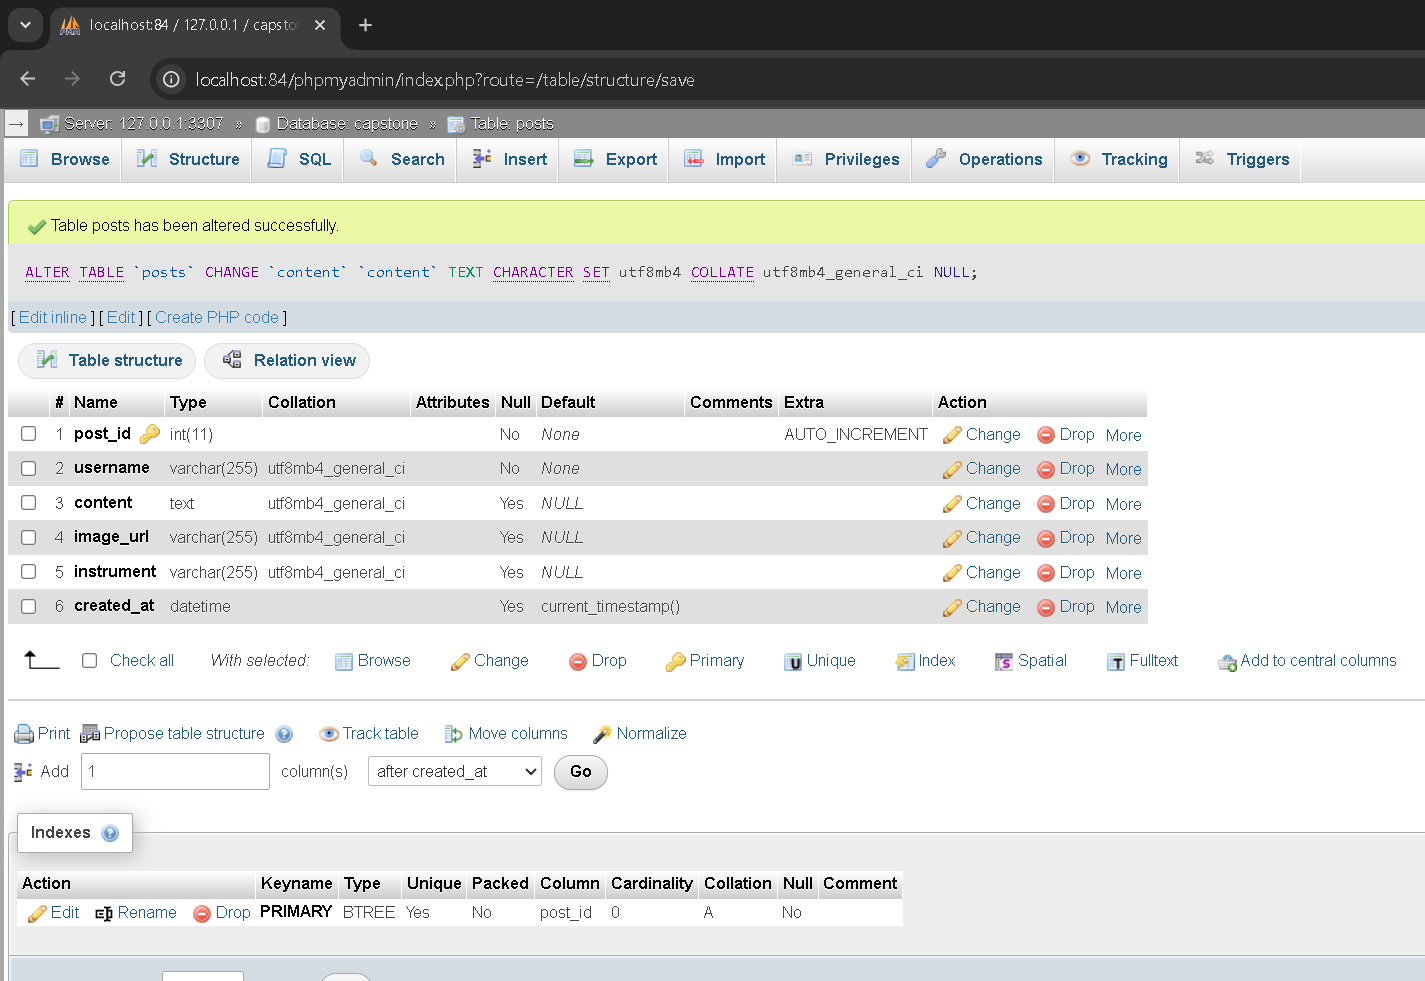 localhost:84 / 127.0.0.1 / capsto
localhost:84/phpmyadmin/index.php?route=/table/structure/save
Server: 127.0.0.1:3307 » Database: capstone » Table: posts
Browse Structure SQL Search Insert Export Import Privileges Operations Tracking Triggers
Table posts has been altered successfully.
ALTER TABLE `posts` CHANGE `content` `content` TEXT CHARACTER SET utf8mb4 COLLATE utf8mb4_general_ci NULL;
[ Edit inline ] [ Edit ] [ Create PHP code ]
Table structure Relation view
# Name Type Collation Attributes Null Default Comments Extra Action
1 post_id int(11) No None AUTO_INCREMENT Change Drop More
2 username varchar(255) utf8mb4_general_ci No None Change Drop More
3 content text utf8mb4_general_ci Yes NULL Change Drop More
4 image_url varchar(255) utf8mb4_general_ci Yes NULL Change Drop More
5 instrument varchar(255) utf8mb4_general_ci Yes NULL Change Drop More
6 created_at datetime Yes current_timestamp() Change Drop More
Check all With selected: Browse Change Drop Primary Unique Index Spatial Fulltext Add to central columns
Print Propose table structure Track table Move columns Normalize
Add 1 column(s) after created_at Go
Indexes
Action Keyname Type Unique Packed Column Cardinality Collation Null Comment
Edit Rename Drop PRIMARY BTREE Yes No post_id 0 A No